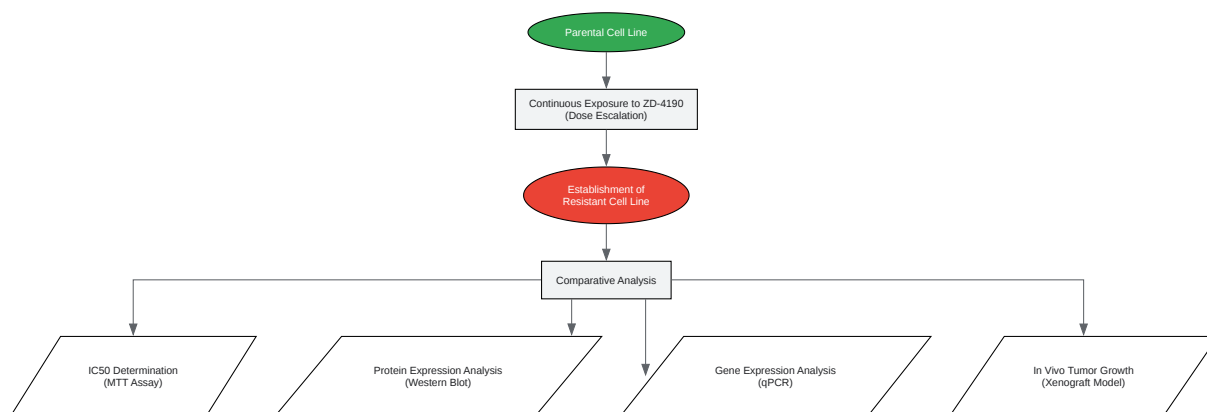 Parental Cell Line
Continuous Exposure to ZD-4190
(Dose Escalation)
Establishment of
Resistant Cell Line
Comparative Analysis
IC50 Determination
(MTT Assay)
Protein Expression Analysis
(Western Blot)
Gene Expression Analysis
(qPCR)
In Vivo Tumor Growth
(Xenograft Model)